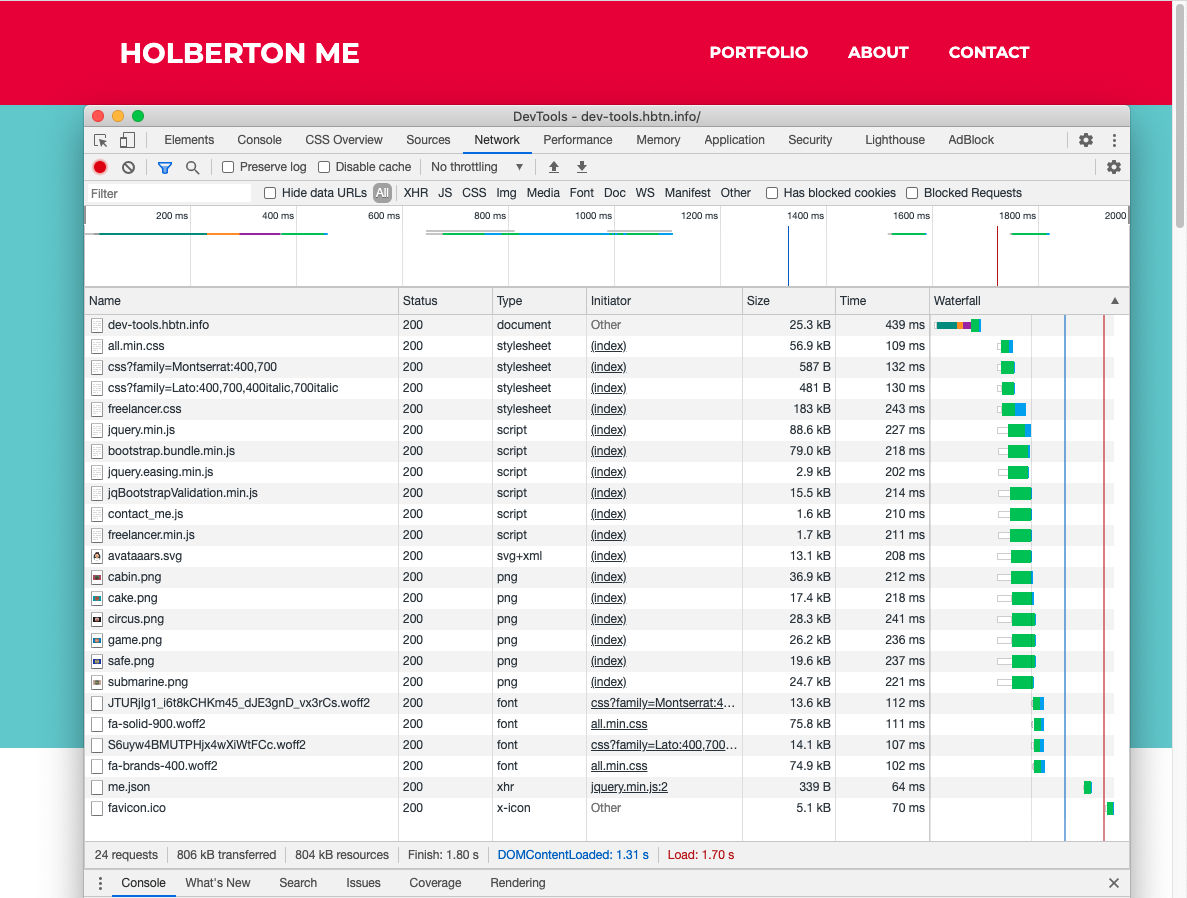 HOLBERTON ME PORTFOLIO ABOUT CONTACT
DevTools - dev-tools.hbtn.info/
Elements Console CSS Overview Sources Network Performance Memory Application Security Lighthouse AdBlock
Preserve log Disable cache No throttling
Filter Hide data URLs All XHR JS CSS Img Media Font Doc WS Manifest Other Has blocked cookies Blocked Requests
200 ms 400 ms 600 ms 800 ms 1000 ms 1200 ms 1400 ms 1600 ms 1800 ms 2000
Name Status Type Initiator Size Time Waterfall
dev-tools.hbtn.info 200 document Other 25.3 kB 439 ms
all.min.css 200 stylesheet (index) 56.9 kB 109 ms
css?family=Montserrat:400,700 200 stylesheet (index) 587 B 132 ms
css?family=Lato:400,700,400italic,700italic 200 stylesheet (index) 481 B 130 ms
freelancer.css 200 stylesheet (index) 183 kB 243 ms
jquery.min.js 200 script (index) 88.6 kB 227 ms
bootstrap.bundle.min.js 200 script (index) 79.0 kB 218 ms
jquery.easing.min.js 200 script (index) 2.9 kB 202 ms
jqBootstrapValidation.min.js 200 script (index) 15.5 kB 214 ms
contact_me.js 200 script (index) 1.6 kB 210 ms
freelancer.min.js 200 script (index) 1.7 kB 211 ms
avataaars.svg 200 svg+xml (index) 13.1 kB 208 ms
cabin.png 200 png (index) 36.9 kB 212 ms
cake.png 200 png (index) 17.4 kB 218 ms
circus.png 200 png (index) 28.3 kB 241 ms
game.png 200 png (index) 26.2 kB 236 ms
safe.png 200 png (index) 19.6 kB 237 ms
submarine.png 200 png (index) 24.7 kB 221 ms
JTURjIg1_i6t8kCHKm45_dJE3gnD_vx3rCs.woff2 200 font css?family=Montserrat:4… 13.6 kB 112 ms
fa-solid-900.woff2 200 font all.min.css 75.8 kB 111 ms
S6uyw4BMUTPHjx4wXiWtFCc.woff2 200 font css?family=Lato:400,700… 14.1 kB 107 ms
fa-brands-400.woff2 200 font all.min.css 74.9 kB 102 ms
me.json 200 xhr jquery.min.js:2 339 B 64 ms
favicon.ico 200 x-icon Other 5.1 kB 70 ms
24 requests 806 kB transferred 804 kB resources Finish: 1.80 s DOMContentLoaded: 1.31 s Load: 1.70 s
Console What's New Search Issues Coverage Rendering